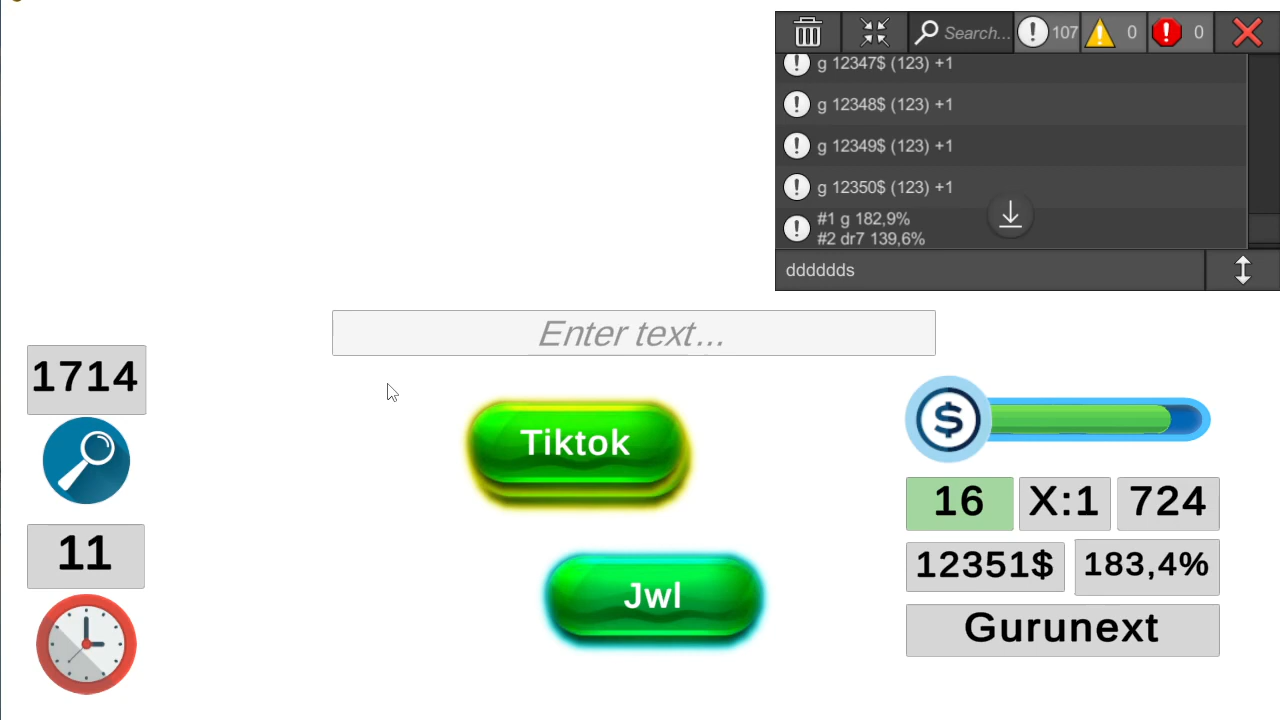 Search...
107
0
0
g 12347$ (123) +1
g 12348$ (123) +1
g 12349$ (123) +1
g 12350$ (123) +1
#1 g 182,9%
#2 dr7 139,6%
ddddddds
Enter text...
1714
Tiktok
$
16
X:1
724
11
12351$
183,4%
Jwl
Gurunext